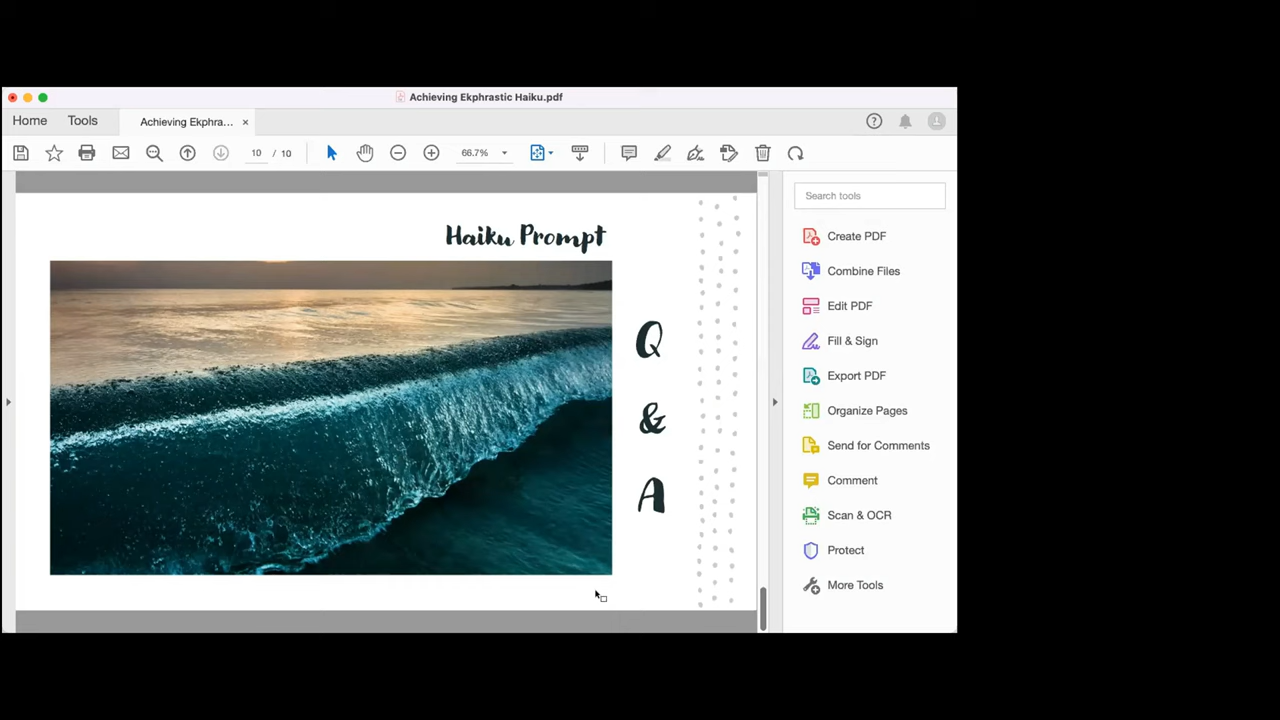 Achieving Ekphrastic Haiku.pdf
Home
Tools
Achieving Ekphra... ×
10 / 10
66.7%
Search tools
Haiku Prompt
Q
&
A
Create PDF
Combine Files
Edit PDF
Fill & Sign
Export PDF
Organize Pages
Send for Comments
Comment
Scan & OCR
Protect
More Tools